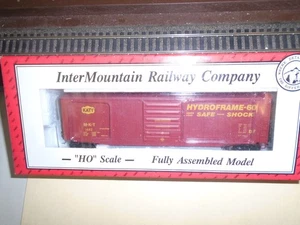 InterMountain Railway Company
HYDROFRAME-60
SAFE — SHOCK
M-K-T
— "HO" Scale — Fully Assembled Model